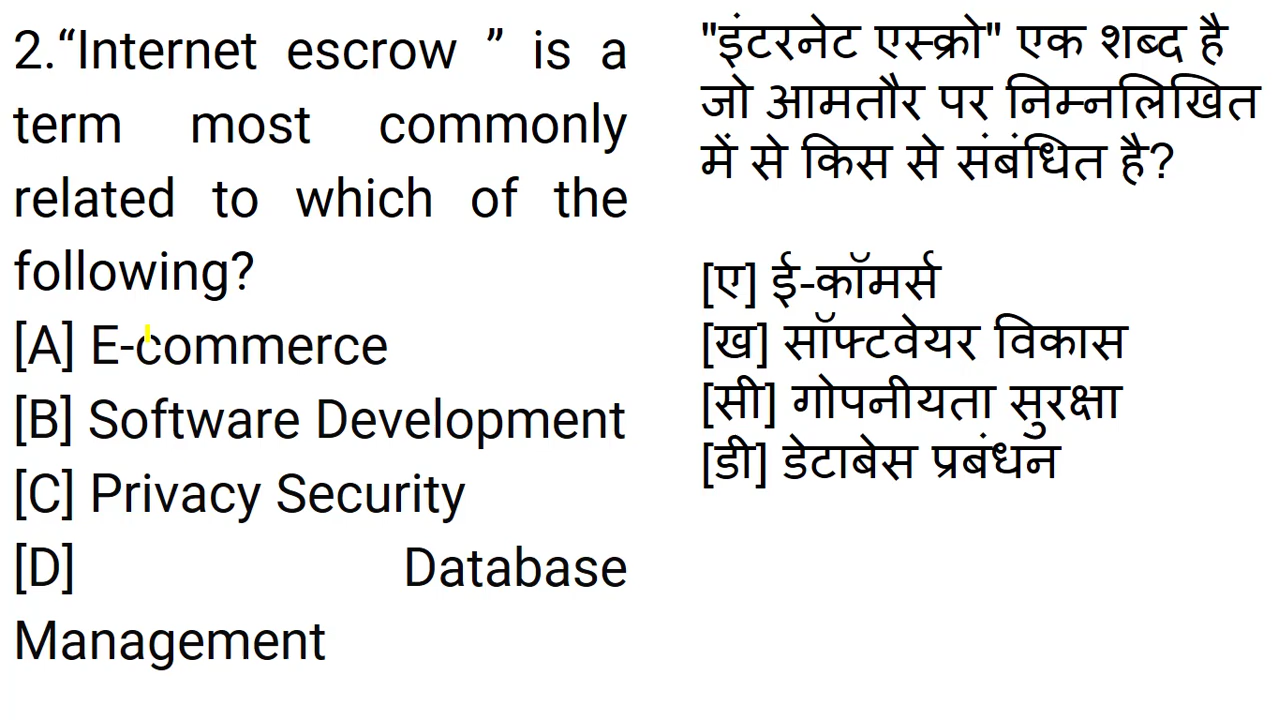 2.“Internet escrow ” is a
term most commonly
related to which of the
following?
[A] E-commerce
[B] Software Development
[C] Privacy Security
[D] Database
Management
"इंटरनेट एस्क्रो" एक शब्द है
जो आमतौर पर निम्नलिखित
में से किस से संबंधित है?
[ए] ई-कॉमर्स
[ख] सॉफ्टवेयर विकास
[सी] गोपनीयता सुरक्षा
[डी] डेटाबेस प्रबंधन